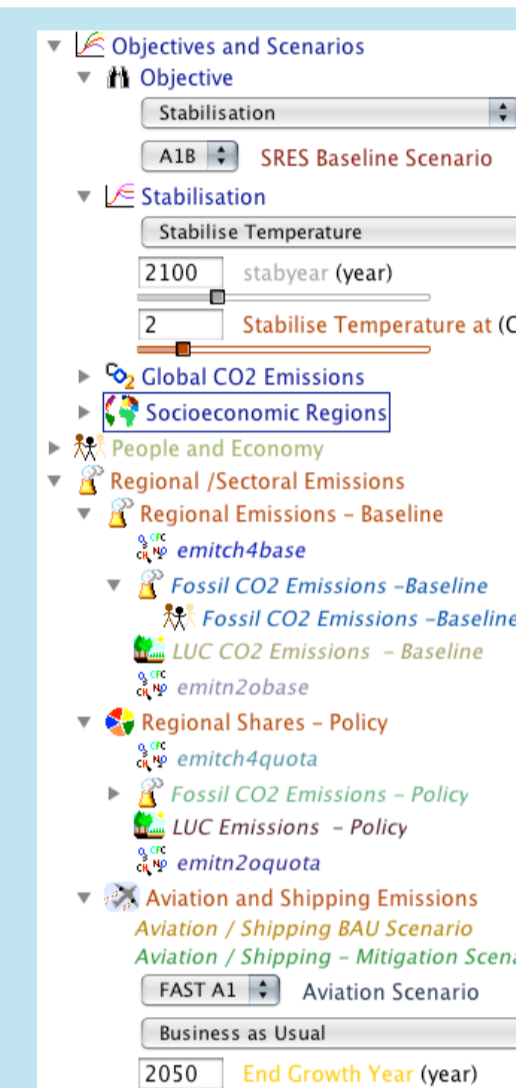 Objectives and Scenarios
Objective
Stabilisation
A1B SRES Baseline Scenario
Stabilisation
Stabilise Temperature
2100 stabyear (year)
2 Stabilise Temperature at (C
Global CO2 Emissions
Socioeconomic Regions
People and Economy
Regional /Sectoral Emissions
Regional Emissions – Baseline
emitch4base
Fossil CO2 Emissions –Baseline
Fossil CO2 Emissions –Baseline
LUC CO2 Emissions – Baseline
emitn2obase
Regional Shares – Policy
emitch4quota
Fossil CO2 Emissions – Policy
LUC Emissions – Policy
emitn2oquota
Aviation and Shipping Emissions
Aviation / Shipping BAU Scenario
Aviation / Shipping – Mitigation Scena
FAST A1 Aviation Scenario
Business as Usual
2050 End Growth Year (year)